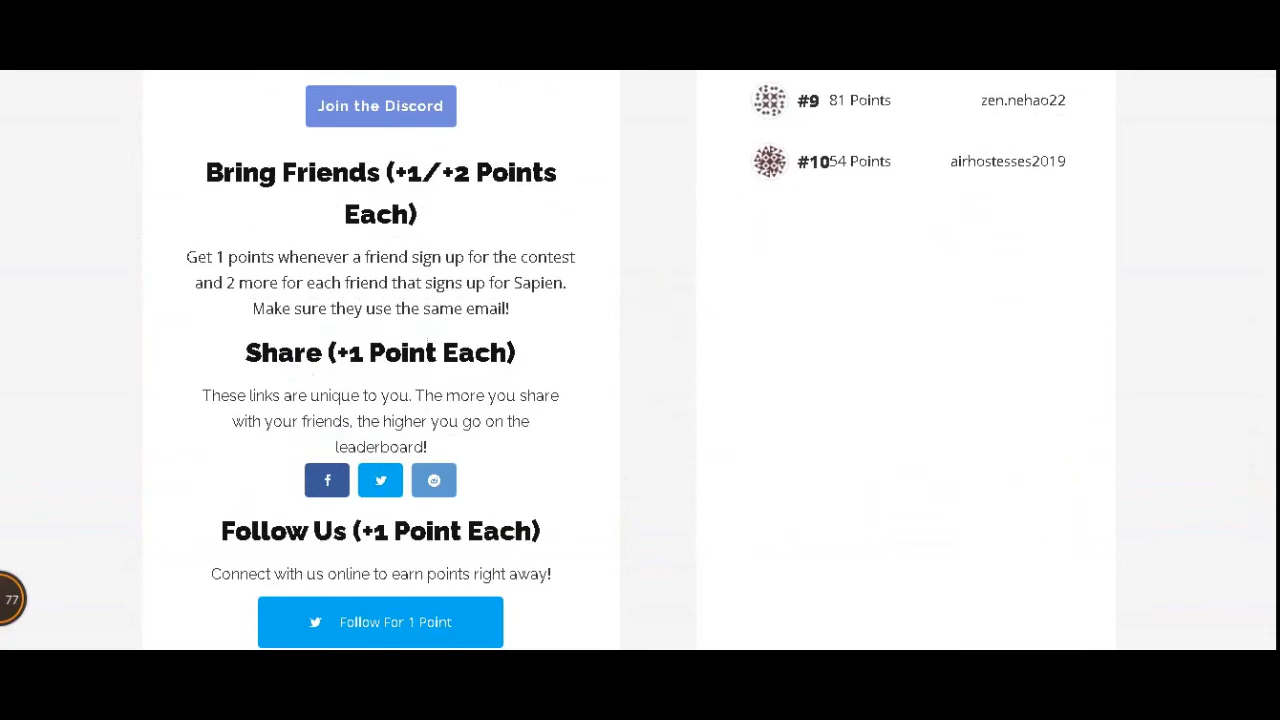 Join the Discord
Bring Friends (+1/+2 Points
Each)
Get 1 points whenever a friend sign up for the contest
and 2 more for each friend that signs up for Sapien.
Make sure they use the same email!
Share (+1 Point Each)
These links are unique to you. The more you share
with your friends, the higher you go on the
leaderboard!
f
Follow Us (+1 Point Each)
Connect with us online to earn points right away!
Follow For 1 Point
#9 81 Points zen.nehao22
#10 54 Points airhostesses2019
77